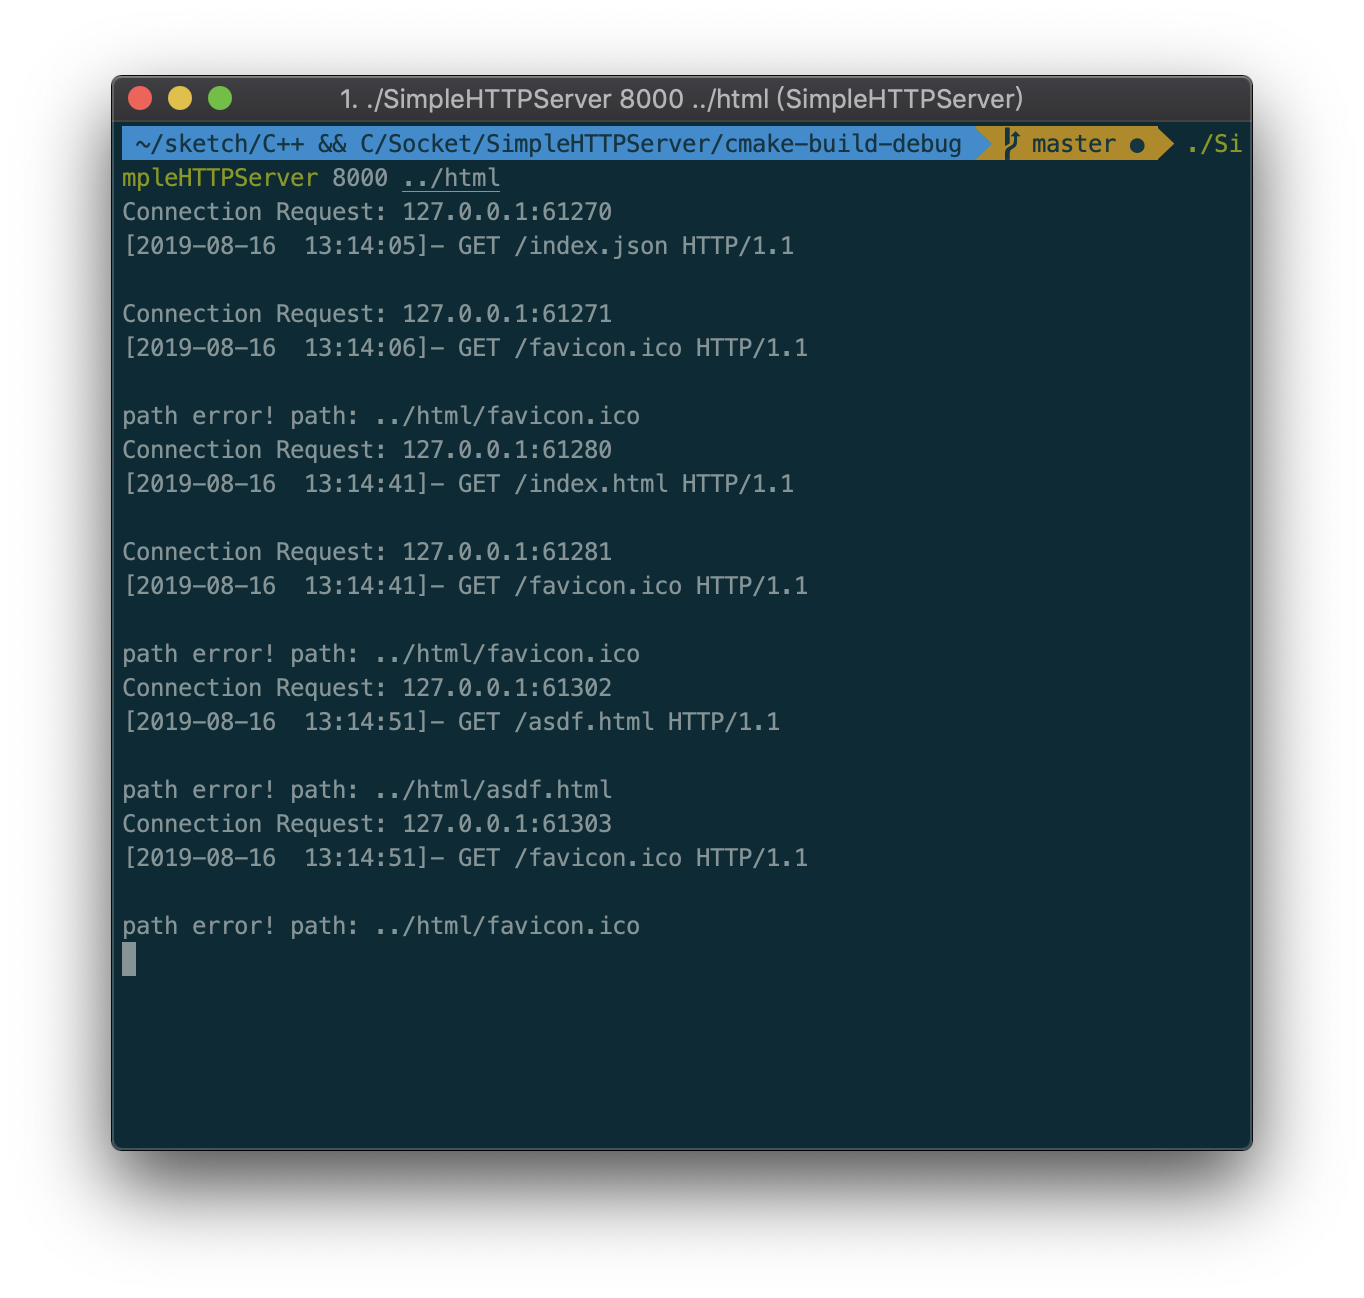 1. ./SimpleHTTPServer 8000 ../html (SimpleHTTPServer)
~/sketch/C++ && C/Socket/SimpleHTTPServer/cmake-build-debug master ● ./Si
mpleHTTPServer 8000 ../html
Connection Request: 127.0.0.1:61270
[2019-08-16  13:14:05]- GET /index.json HTTP/1.1
Connection Request: 127.0.0.1:61271
[2019-08-16  13:14:06]- GET /favicon.ico HTTP/1.1
path error! path: ../html/favicon.ico
Connection Request: 127.0.0.1:61280
[2019-08-16  13:14:41]- GET /index.html HTTP/1.1
Connection Request: 127.0.0.1:61281
[2019-08-16  13:14:41]- GET /favicon.ico HTTP/1.1
path error! path: ../html/favicon.ico
Connection Request: 127.0.0.1:61302
[2019-08-16  13:14:51]- GET /asdf.html HTTP/1.1
path error! path: ../html/asdf.html
Connection Request: 127.0.0.1:61303
[2019-08-16  13:14:51]- GET /favicon.ico HTTP/1.1
path error! path: ../html/favicon.ico